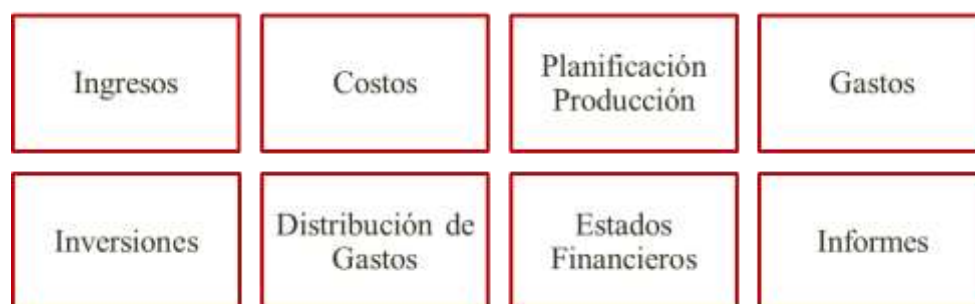 Ingresos
Costos
Planificación
Producción
Gastos
Inversiones
Distribución de
Gastos
Estados
Financieros
Informes